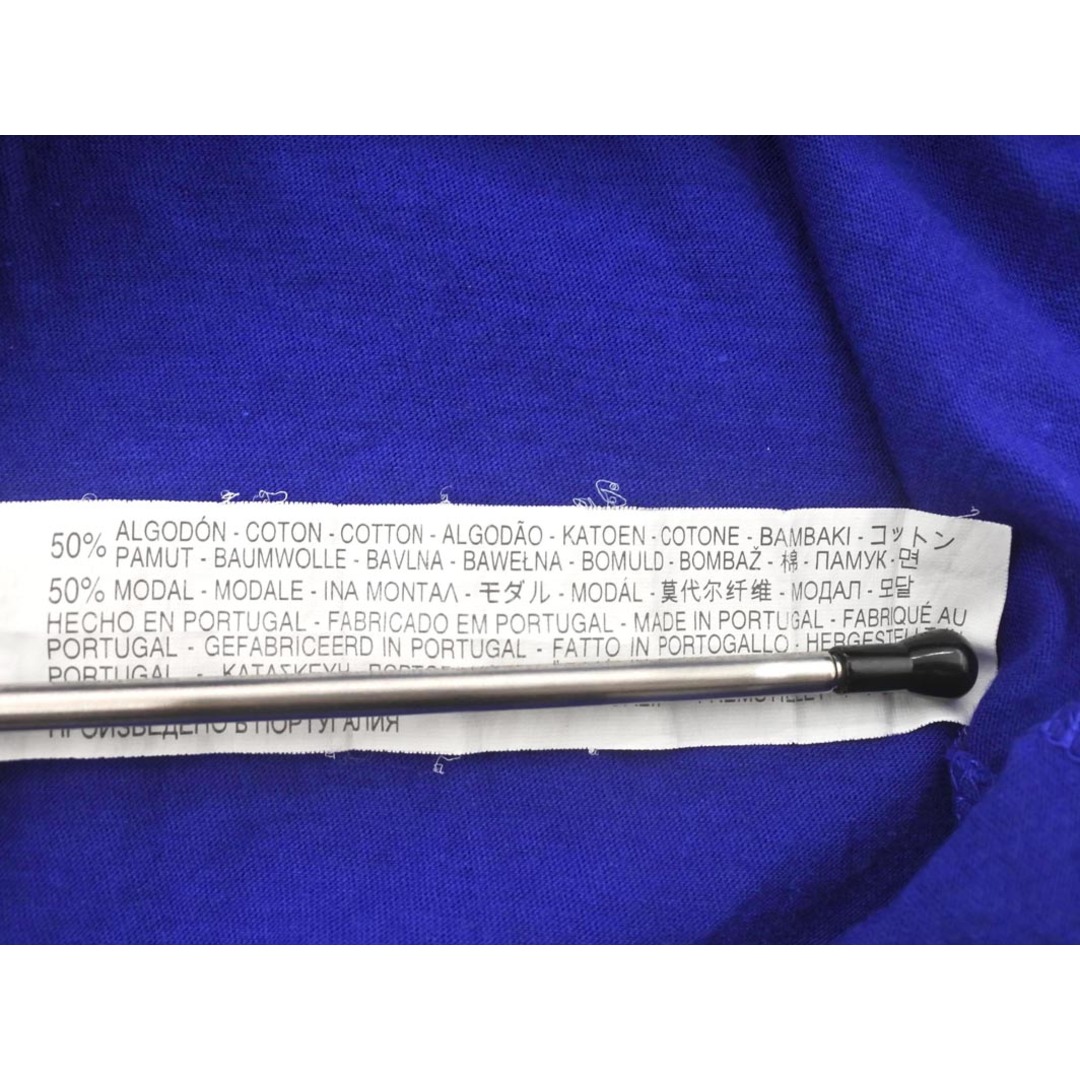 50% ALGODÓN - COTON - COTTON - ALGODÃO - KATOEN - COTONE - BAMBAKI - コットン
PAMUT - BAUMWOLLE - BAVLNA - BAWEŁNA - BOMULD - BOMBAŽ - 棉 - ПАМУК - 면
50% MODAL - MODALE - INA MONTAΛ - モダル - MODÁL - 莫代尔纤维 - МОДАЛ - 모달
HECHO EN PORTUGAL - FABRICADO EM PORTUGAL - MADE IN PORTUGAL - FABRIQUÉ AU
PORTUGAL - GEFABRICEERD IN PORTUGAL - FATTO IN PORTOGALLO - HERGESTELLT IN
PORTUGAL - ΚΑΤΑΣΚΕΥΗ
ПРОИЗВЕДЕНО В ПОРТУГАЛИЯ